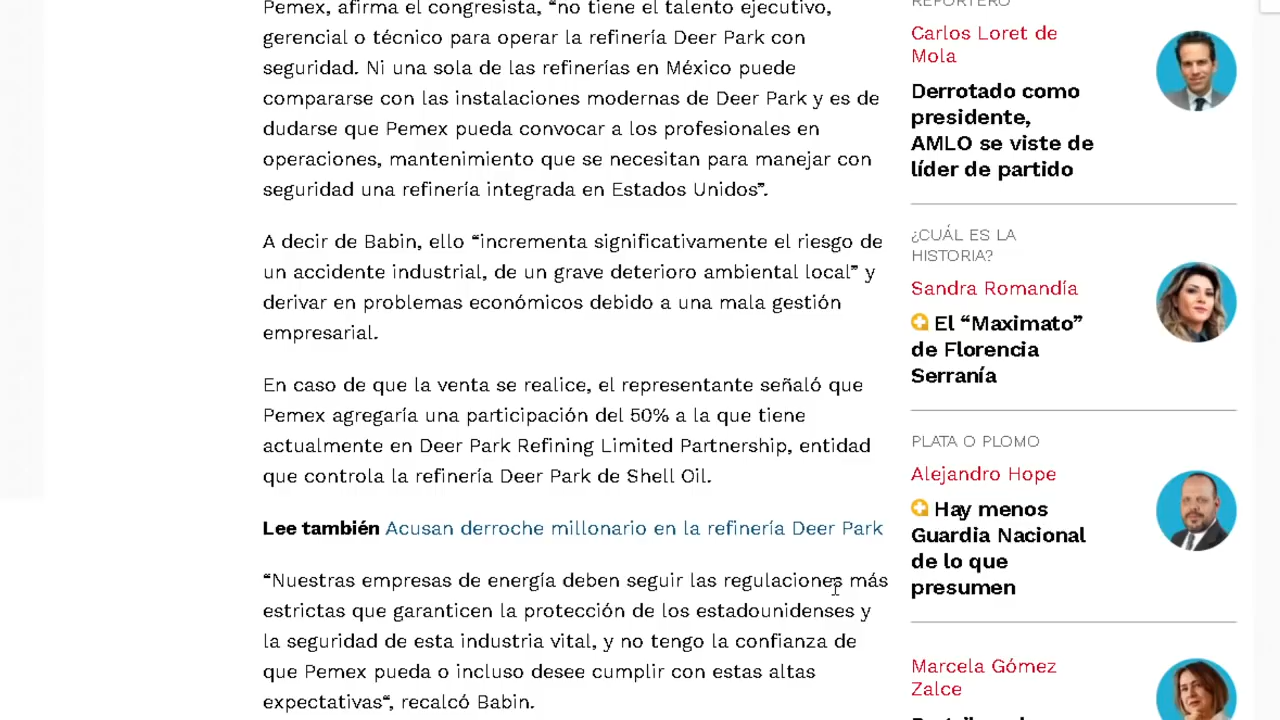 Pemex, afirma el congresista, “no tiene el talento ejecutivo,
gerencial o técnico para operar la refinería Deer Park con
seguridad. Ni una sola de las refinerías en México puede
compararse con las instalaciones modernas de Deer Park y es de
dudarse que Pemex pueda convocar a los profesionales en
operaciones, mantenimiento que se necesitan para manejar con
seguridad una refinería integrada en Estados Unidos”.
A decir de Babin, ello “incrementa significativamente el riesgo de
un accidente industrial, de un grave deterioro ambiental local” y
derivar en problemas económicos debido a una mala gestión
empresarial.
En caso de que la venta se realice, el representante señaló que
Pemex agregaría una participación del 50% a la que tiene
actualmente en Deer Park Refining Limited Partnership, entidad
que controla la refinería Deer Park de Shell Oil.
Lee también Acusan derroche millonario en la refinería Deer Park
“Nuestras empresas de energía deben seguir las regulaciones más
estrictas que garanticen la protección de los estadounidenses y
la seguridad de esta industria vital, y no tengo la confianza de
que Pemex pueda o incluso desee cumplir con estas altas
expectativas“, recalcó Babin.
REPORTERO
Carlos Loret de
Mola
Derrotado como
presidente,
AMLO se viste de
líder de partido
¿CUÁL ES LA
HISTORIA?
Sandra Romandía
El “Maximato”
de Florencia
Serranía
PLATA O PLOMO
Alejandro Hope
Hay menos
Guardia Nacional
de lo que
presumen
Marcela Gómez
Zalce